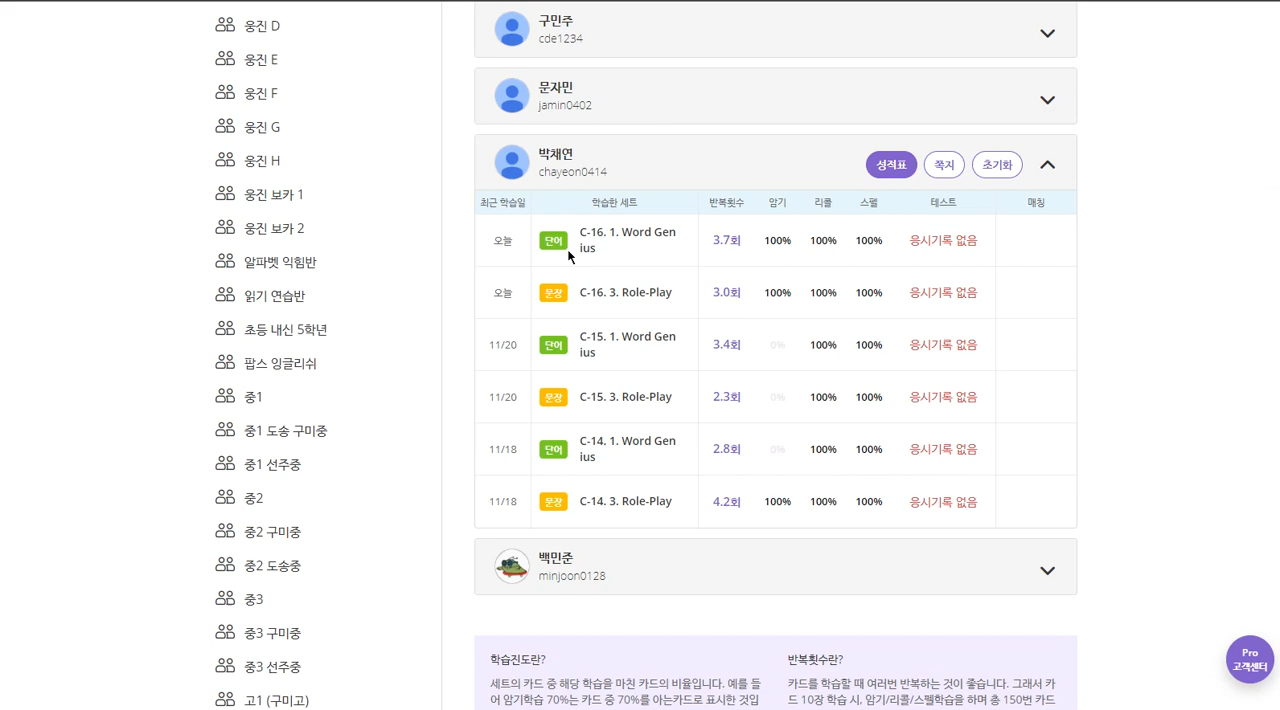 웅진 D
웅진 E
웅진 F
웅진 G
웅진 H
웅진 보카 1
웅진 보카 2
알파벳 익힘반
읽기 연습반
초등 내신 5학년
팝스 잉글리쉬
중1
중1 도송 구미중
중1 선주중
중2
중2 구미중
중2 도송중
중3
중3 구미중
중3 선주중
고1 (구미고)
구민주
cde1234
문자민
jamin0402
박채연
chayeon0414
성적표 쪽지 초기화
최근 학습일 학습한 세트 반복횟수 암기 리콜 스펠 테스트 매칭
오늘 단어 C-16. 1. Word Gen
ius 3.7회 100% 100% 100% 응시기록 없음
오늘 문장 C-16. 3. Role-Play 3.0회 100% 100% 100% 응시기록 없음
11/20 단어 C-15. 1. Word Gen
ius 3.4회 0% 100% 100% 응시기록 없음
11/20 문장 C-15. 3. Role-Play 2.3회 0% 100% 100% 응시기록 없음
11/18 단어 C-14. 1. Word Gen
ius 2.8회 0% 100% 100% 응시기록 없음
11/18 문장 C-14. 3. Role-Play 4.2회 100% 100% 100% 응시기록 없음
백민준
minjoon0128
학습진도란?
세트의 카드 중 해당 학습을 마친 카드의 비율입니다. 예를 들
어 암기학습 70%는 카드 중 70%를 아는카드로 표시한 것입
반복횟수란?
카드를 학습할 때 여러번 반복하는 것이 좋습니다. 그래서 카
드 10장 학습 시, 암기/리콜/스펠학습을 하며 총 150번 카드
Pro
고객센터